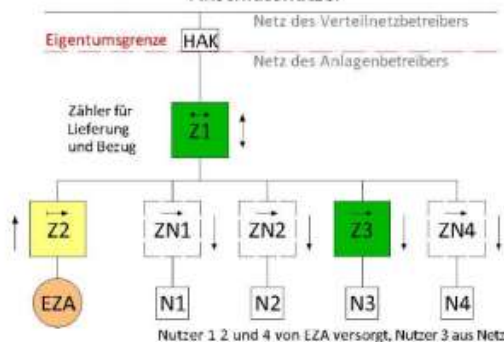 Netz des Verteilnetzbetreibers
Eigentumsgrenze HAK
Netz des Anlagenbetreibers
Zähler für
Lieferung
und Bezug
Z1
Z2 ZN1 ZN2 Z3 ZN4
EZA N1 N2 N3 N4
Nutzer 1 2 und 4 von EZA versorgt, Nutzer 3 aus Netz